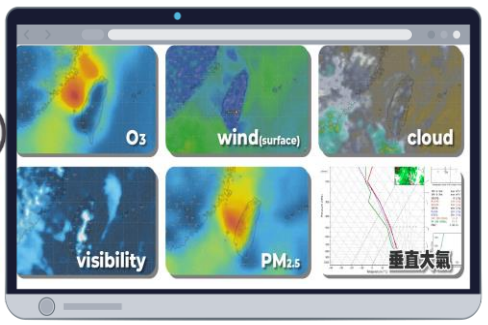 O₃
wind(surface)
cloud
visibility
PM₂.₅
垂直大氣